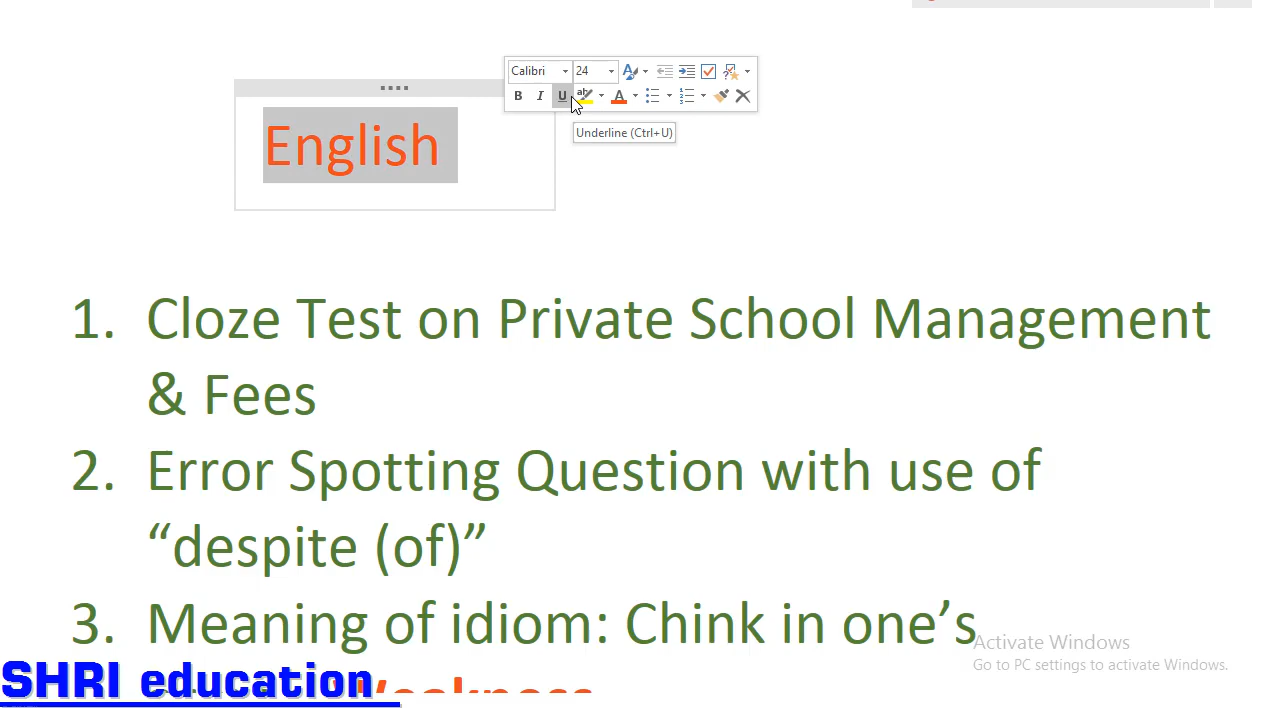 Calibri 24
B I U ab A
English
Underline (Ctrl+U)
1. Cloze Test on Private School Management
& Fees
2. Error Spotting Question with use of
“despite (of)”
3. Meaning of idiom: Chink in one’s
Activate Windows
Go to PC settings to activate Windows.
SHRI education
Weakness